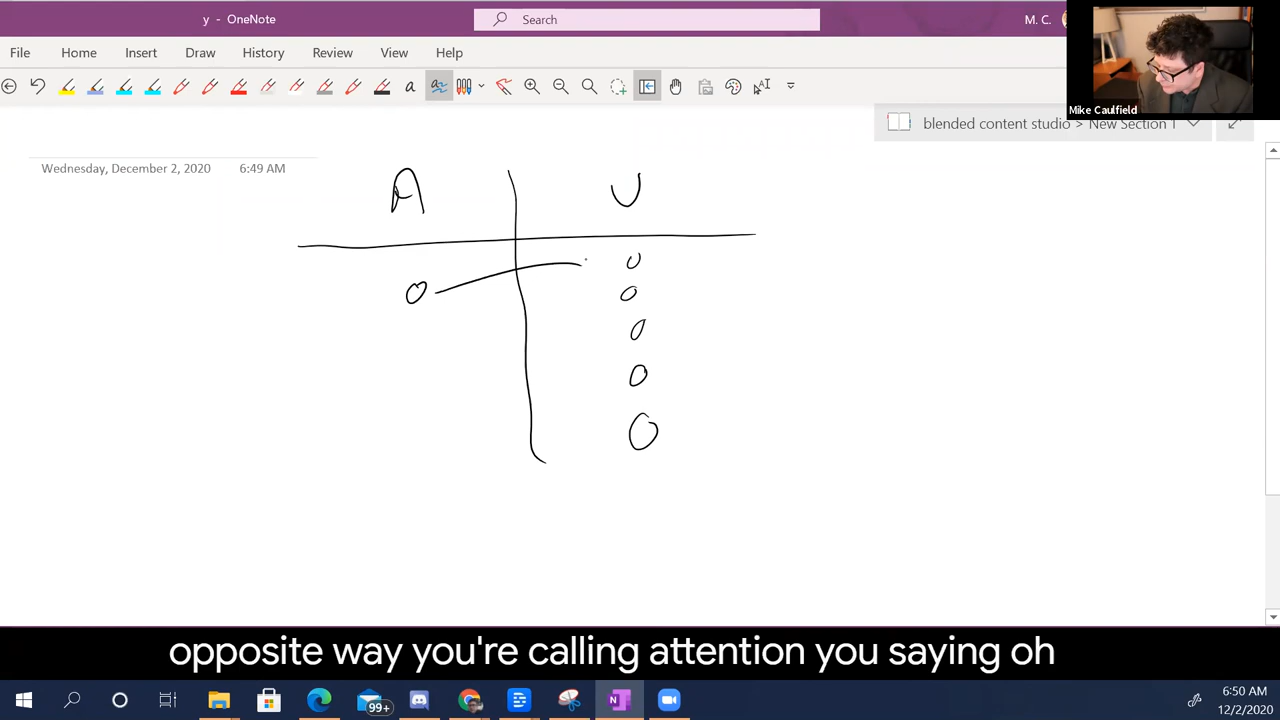 y - OneNote
Search
M. C.
File Home Insert Draw History Review View Help
Mike Caulfield
blended content studio > New Section 1
Wednesday, December 2, 2020 6:49 AM
A U
O
O
O
O
O
O
opposite way you're calling attention you saying oh
99+
6:50 AM
12/2/2020